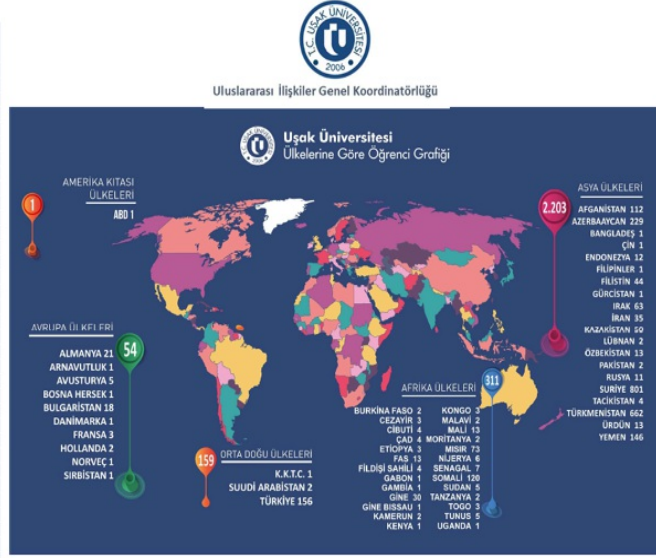 T.C. UŞAK ÜNİVERSİTESİ
2006
Uluslararası İlişkiler Genel Koordinatörlüğü
Uşak Üniversitesi
Ülkelerine Göre Öğrenci Grafiği
AMERİKA KITASI
ÜLKELERİ
1
ABD 1
AVRUPA ÜLKELERİ
54
ALMANYA 21
ARNAVUTLUK 1
AVUSTURYA 5
BOSNA HERSEK 1
BULGARİSTAN 18
DANİMARKA 1
FRANSA 3
HOLLANDA 2
NORVEÇ 1
SIRBİSTAN 1
159
ORTA DOĞU ÜLKELERİ
K.K.T.C. 1
SUUDİ ARABİSTAN 2
TÜRKİYE 156
AFRİKA ÜLKELERİ
311
BURKİNA FASO 2
CEZAYİR 3
CİBUTİ 4
ÇAD 4
ETİOPYA 3
FAS 13
FİLDİŞİ SAHİLİ 4
GABON 1
GAMBİA 1
GİNE 30
GİNE BISSAU 1
KAMERUN 2
KENYA 1
KONGO 3
MALAVİ 2
MALİ 13
MORİTANYA 2
MISIR 73
NİJERYA 6
SENAGAL 7
SOMALİ 120
SUDAN 5
TANZANYA 2
TOGO 3
TUNUS 5
UGANDA 1
ASYA ÜLKELERİ
2.203
AFGANİSTAN 112
AZERBAAYCAN 229
BANGLADEŞ 1
ÇİN 1
ENDONEZYA 12
FİLİPİNLER 1
FİLİSTİN 44
GÜRCİSTAN 1
IRAK 63
İRAN 35
KAZAKİSTAN 50
LÜBNAN 2
ÖZBEKİSTAN 13
PAKİSTAN 2
RUSYA 11
SURİYE 801
TACİKİSTAN 4
TÜRKMENİSTAN 662
ÜRDÜN 13
YEMEN 146